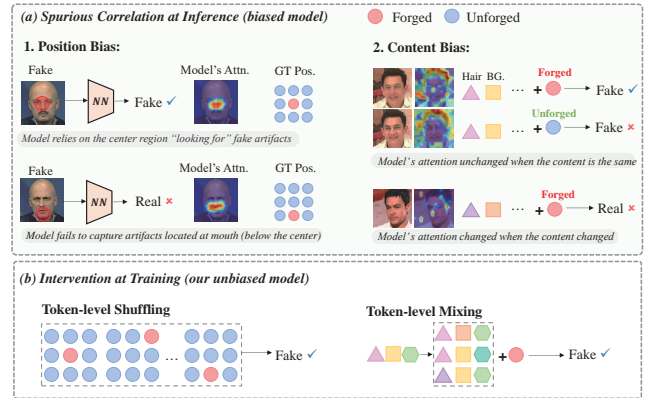 (a) Spurious Correlation at Inference (biased model)
Forged
Unforged
1. Position Bias:
Fake
NN
Fake ✓
Model's Attn.
GT Pos.
Model relies on the center region "looking for" fake artifacts
Fake
NN
Real ×
Model's Attn.
GT Pos.
Model fails to capture artifacts located at mouth (below the center)
2. Content Bias:
Hair BG. ... + Forged Fake ✓
... + Unforged Fake ×
Model's attention unchanged when the content is the same
... + Forged Real ×
Model's attention changed when the content changed
(b) Intervention at Training (our unbiased model)
Token-level Shuffling
...
Fake ✓
Token-level Mixing
+ Fake ✓